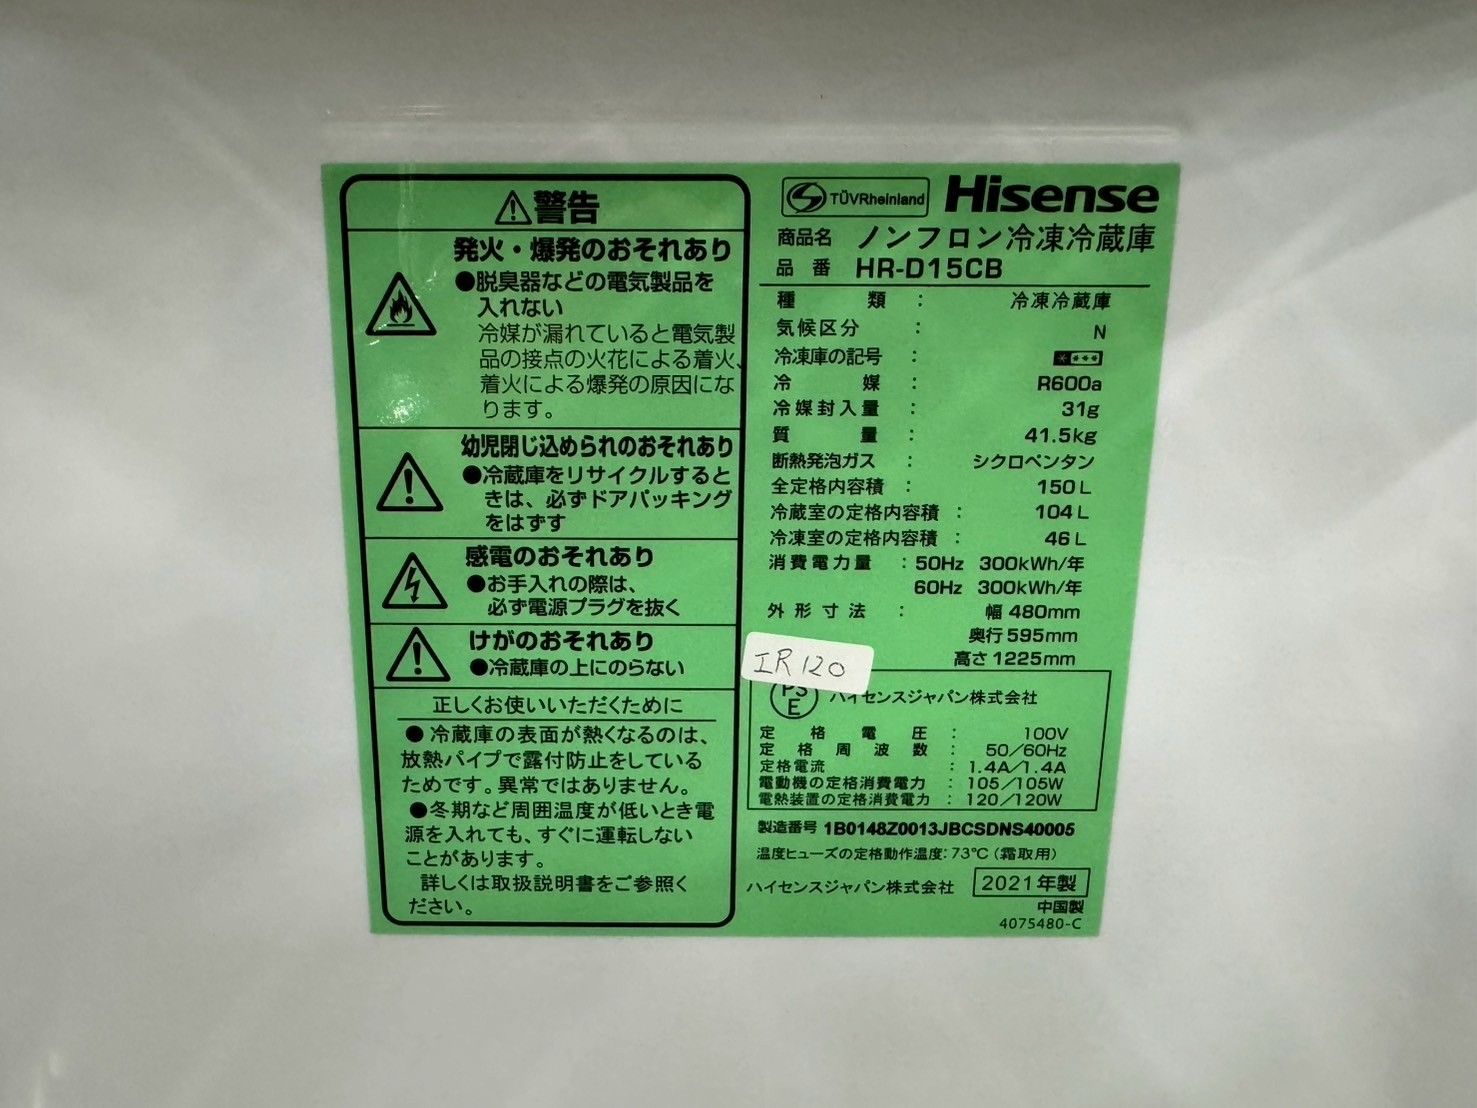 警告
発火・爆発のおそれあり
●脱臭器などの電気製品を
入れない
冷媒が漏れていると電気製
品の接点の火花による着火、
着火による爆発の原因にな
ります。
幼児閉じ込められのおそれあり
●冷蔵庫をリサイクルすると
きは、必ずドアパッキング
をはずす
感電のおそれあり
●お手入れの際は、
必ず電源プラグを抜く
けがのおそれあり
●冷蔵庫の上にのらない
正しくお使いいただくために
●冷蔵庫の表面が熱くなるのは、
放熱パイプで露付防止をしている
ためです。異常ではありません。
●冬期など周囲温度が低いとき電
源を入れても、すぐに運転しない
ことがあります。
詳しくは取扱説明書をご参照く
ださい。
TÜVRheinland Hisense
商品名 ノンフロン冷凍冷蔵庫
品番 HR-D15CB
種類 : 冷凍冷蔵庫
気候区分 : N
冷凍庫の記号 : ****
冷媒 : R600a
冷媒封入量 : 31g
質量 : 41.5kg
断熱発泡ガス : シクロペンタン
全定格内容積 : 150L
冷蔵室の定格内容積 : 104L
冷凍室の定格内容積 : 46L
消費電力量 : 50Hz 300kWh/年
60Hz 300kWh/年
外形寸法 : 幅 480mm
奥行 595mm
高さ 1225mm
IR120
PSE ハイセンスジャパン株式会社
定格電圧 : 100V
定格周波数 : 50/60Hz
定格電流 : 1.4A/1.4A
電動機の定格消費電力 : 105/105W
電熱装置の定格消費電力 : 120/120W
製造番号 1B0148Z0013JBCSDNS40005
温度ヒューズの定格動作温度:73℃(霜取用)
ハイセンスジャパン株式会社 2021年製
中国製
4075480-C